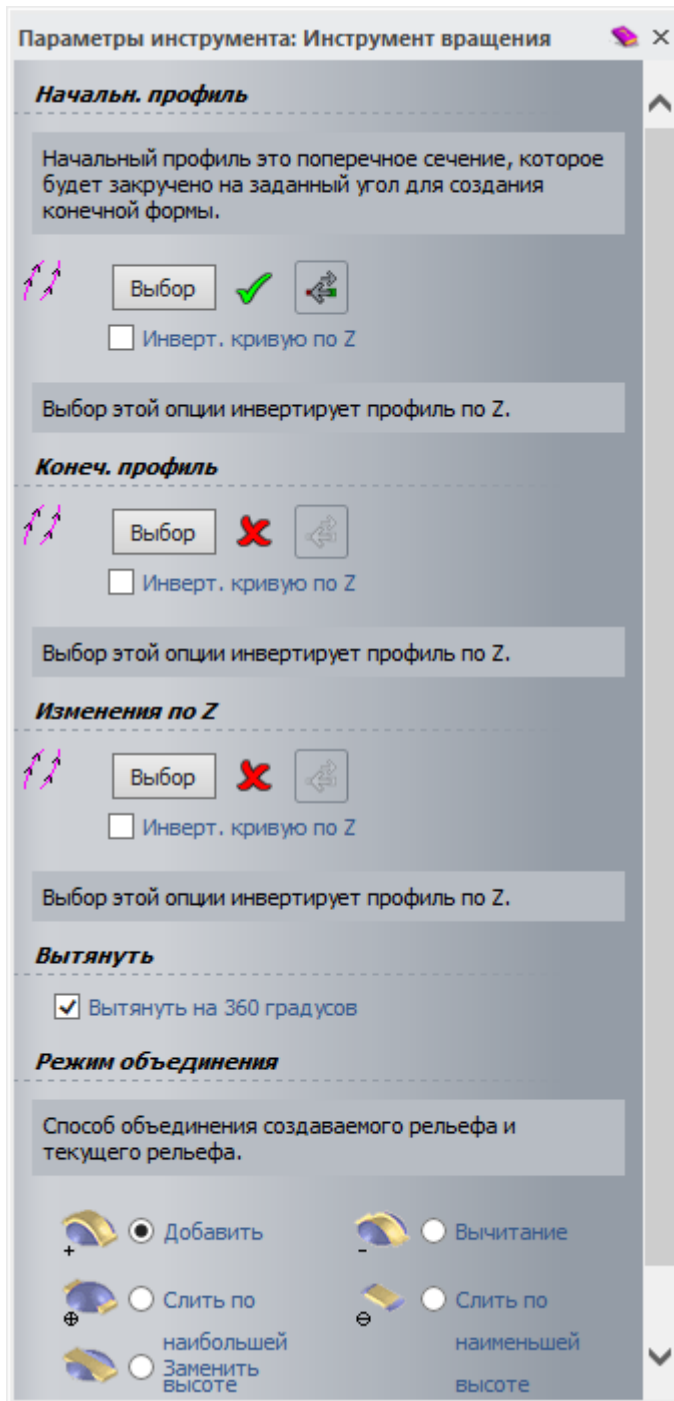 Параметры инструмента: Инструмент вращения
Начальн. профиль
Начальный профиль это поперечное сечение, которое
будет закручено на заданный угол для создания
конечной формы.
Выбор
Инверт. кривую по Z
Выбор этой опции инвертирует профиль по Z.
Конеч. профиль
Выбор
Инверт. кривую по Z
Выбор этой опции инвертирует профиль по Z.
Изменения по Z
Выбор
Инверт. кривую по Z
Выбор этой опции инвертирует профиль по Z.
Вытянуть
Вытянуть на 360 градусов
Режим объединения
Способ объединения создаваемого рельефа и
текущего рельефа.
Добавить
Вычитание
Слить по
наибольшей
высоте
Слить по
наименьшей
высоте
Заменить